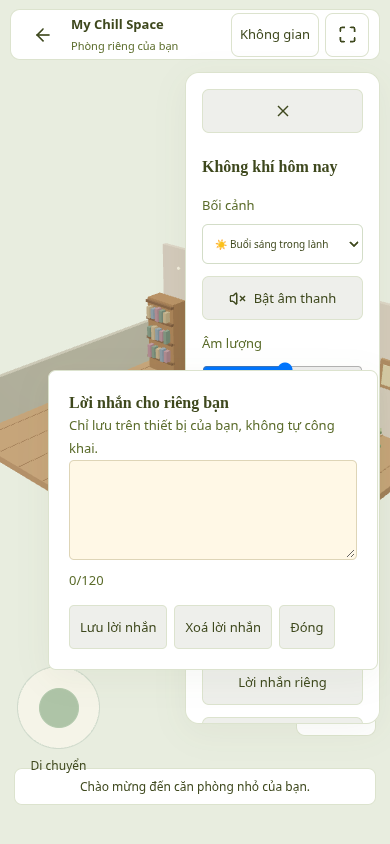 My Chill Space
Phòng riêng của bạn
Không gian
Không khí hôm nay
Bối cảnh
☀️ Buổi sáng trong lành
Bật âm thanh
Âm lượng
Lời nhắn cho riêng bạn
Chỉ lưu trên thiết bị của bạn, không tự công
khai.
0/120
Lưu lời nhắn
Xoá lời nhắn
Đóng
Lời nhắn riêng
Di chuyển
Chào mừng đến căn phòng nhỏ của bạn.